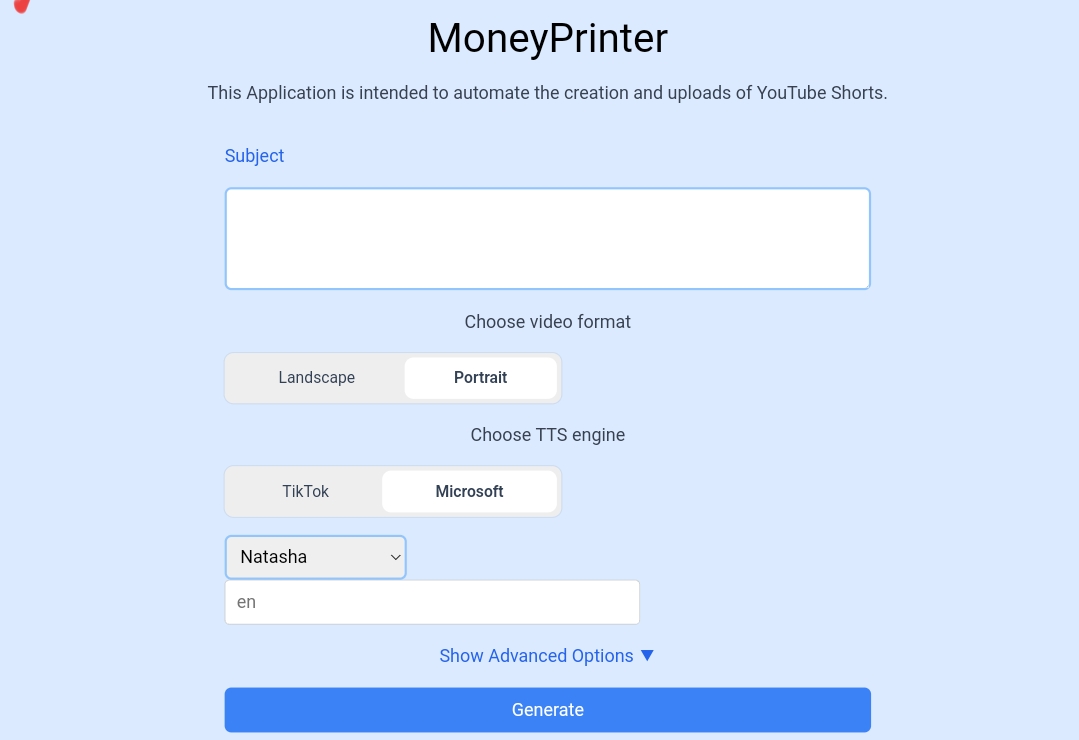 MoneyPrinter
This Application is intended to automate the creation and uploads of YouTube Shorts.
Subject
Choose video format
Landscape Portrait
Choose TTS engine
TikTok Microsoft
Natasha
en
Show Advanced Options ▼
Generate